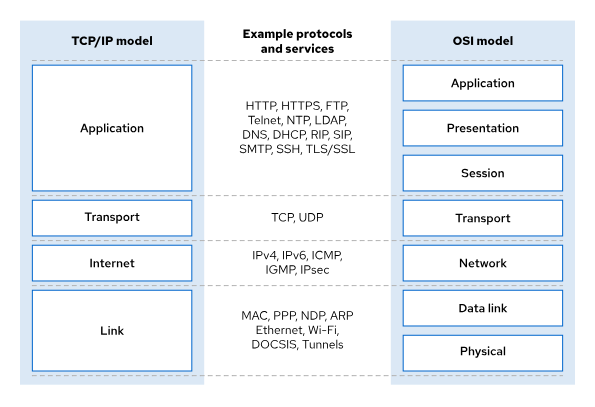 TCP/IP model
Example protocols
and services
OSI model
Application
HTTP, HTTPS, FTP,
Telnet, NTP, LDAP,
DNS, DHCP, RIP, SIP,
SMTP, SSH, TLS/SSL
Application
Presentation
Session
Transport
TCP, UDP
Transport
Internet
IPv4, IPv6, ICMP,
IGMP, IPsec
Network
Link
MAC, PPP, NDP, ARP
Ethernet, Wi-Fi,
DOCSIS, Tunnels
Data link
Physical